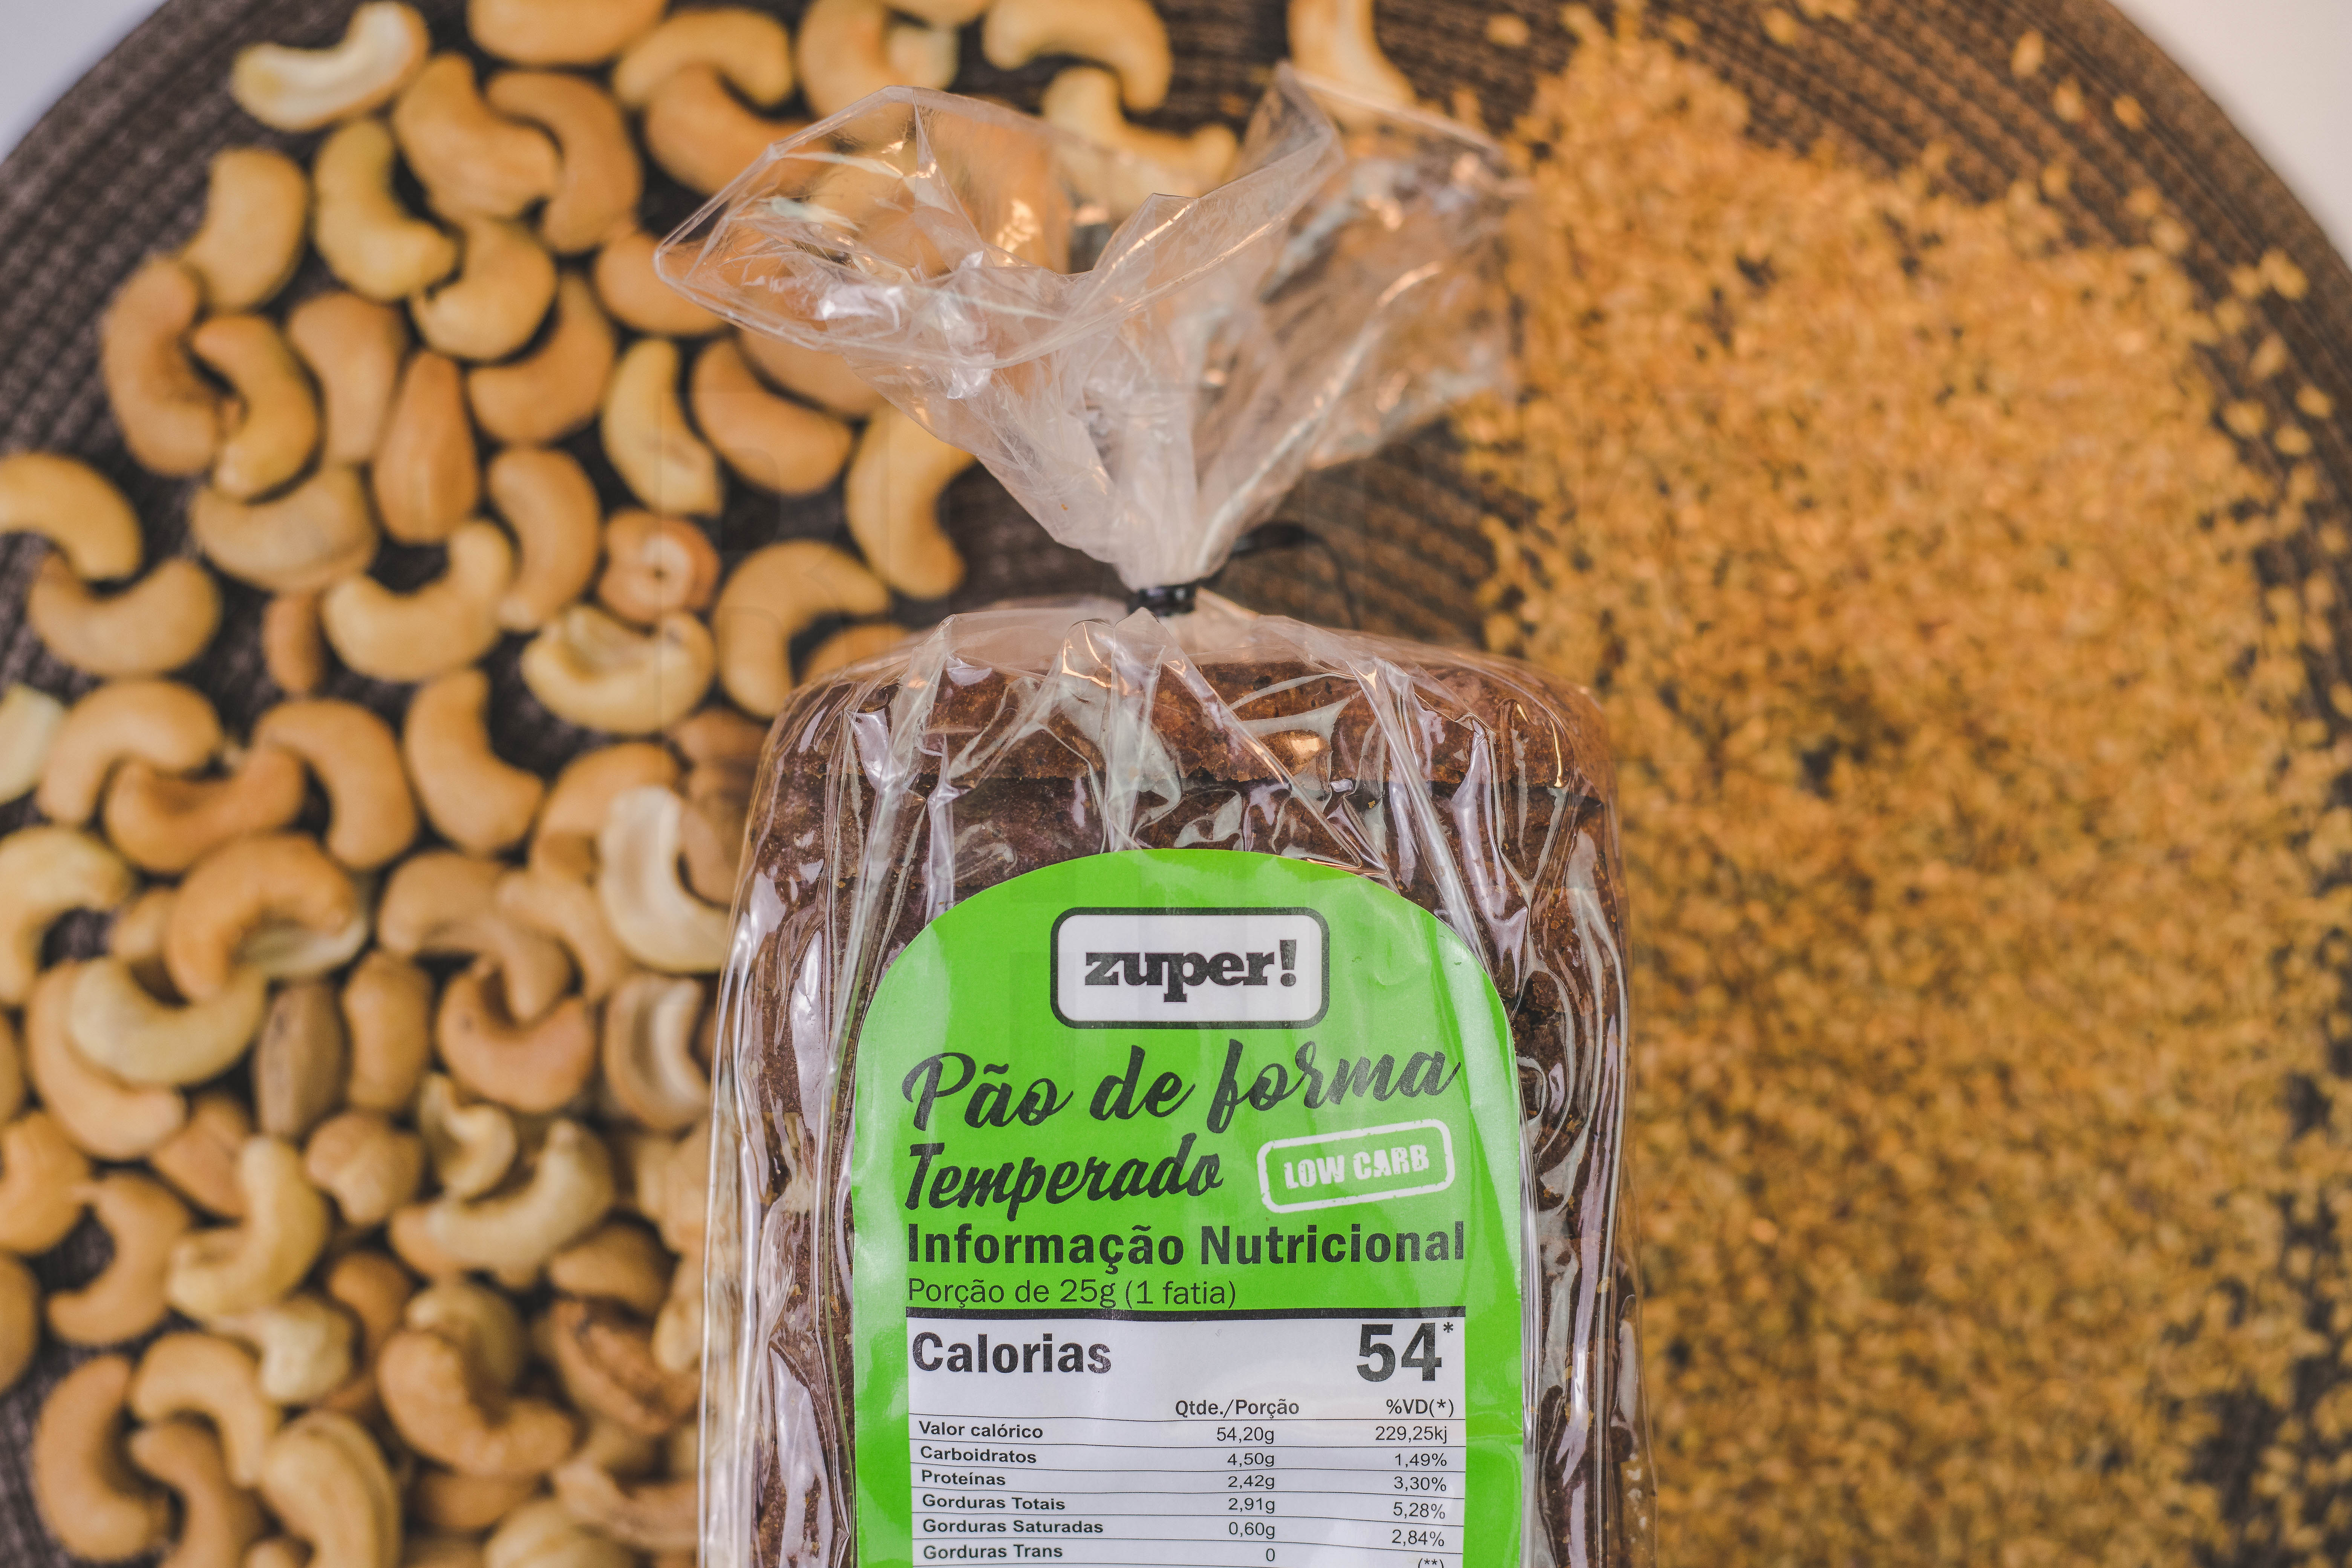 zuper!
Pão de forma
Temperado LOW CARB
Informação Nutricional
Porção de 25g (1 fatia)
Calorias 54*
Qtde./Porção %VD(*)
Valor calórico 54,20g 229,25kj
Carboidratos 4,50g 1,49%
Proteínas 2,42g 3,30%
Gorduras Totais 2,91g 5,28%
Gorduras Saturadas 0,60g 2,84%
Gorduras Trans 0 (**)